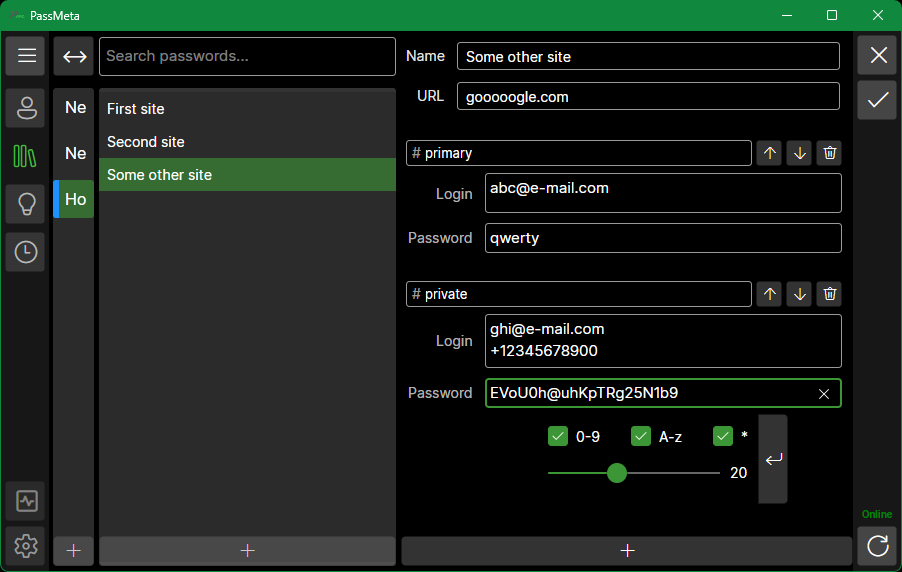 PassMeta
Search passwords...
Ne
Ne
Ho
First site
Second site
Some other site
Name
Some other site
URL
gooooogle.com
# primary
Login
abc@e-mail.com
Password
qwerty
# private
Login
ghi@e-mail.com
+12345678900
Password
EVoU0h@uhKpTRg25N1b9
0-9
A-z
*
20
Online